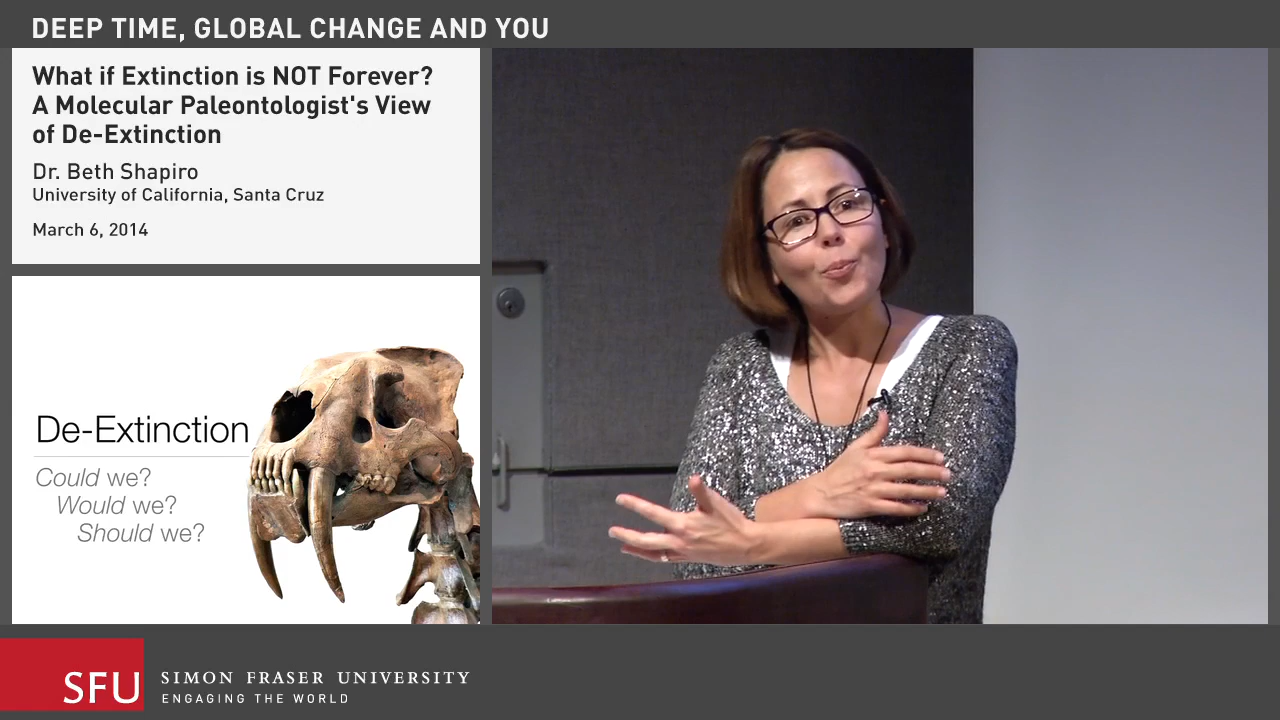 DEEP TIME, GLOBAL CHANGE AND YOU
What if Extinction is NOT Forever?
A Molecular Paleontologist's View
of De-Extinction
Dr. Beth Shapiro
University of California, Santa Cruz
March 6, 2014
De-Extinction
Could we?
Would we?
Should we?
SFU
SIMON FRASER UNIVERSITY
ENGAGING THE WORLD